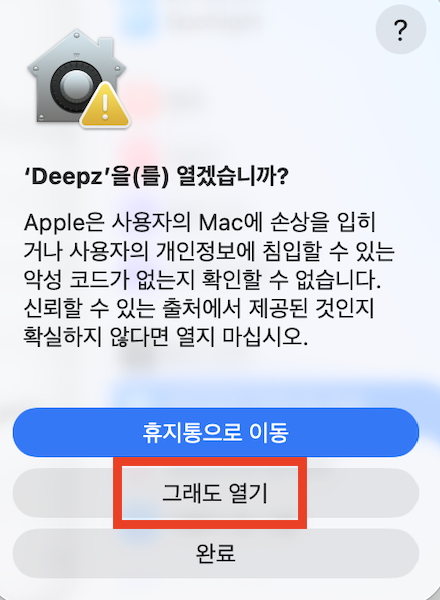 ?
‘Deepz’을(를) 열겠습니까?
Apple은 사용자의 Mac에 손상을 입히
거나 사용자의 개인정보에 침입할 수 있는
악성 코드가 없는지 확인할 수 없습니다.
신뢰할 수 있는 출처에서 제공된 것인지
확실하지 않다면 열지 마십시오.
휴지통으로 이동
그래도 열기
완료